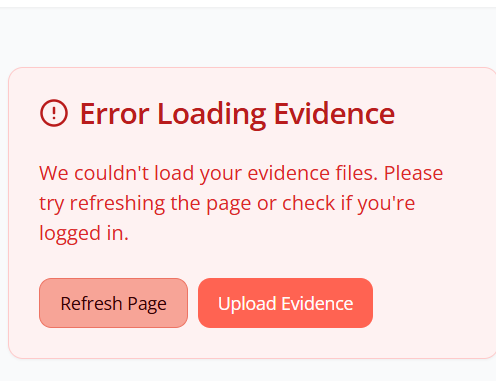 Error Loading Evidence
We couldn't load your evidence files. Please
try refreshing the page or check if you're
logged in.
Refresh Page
Upload Evidence